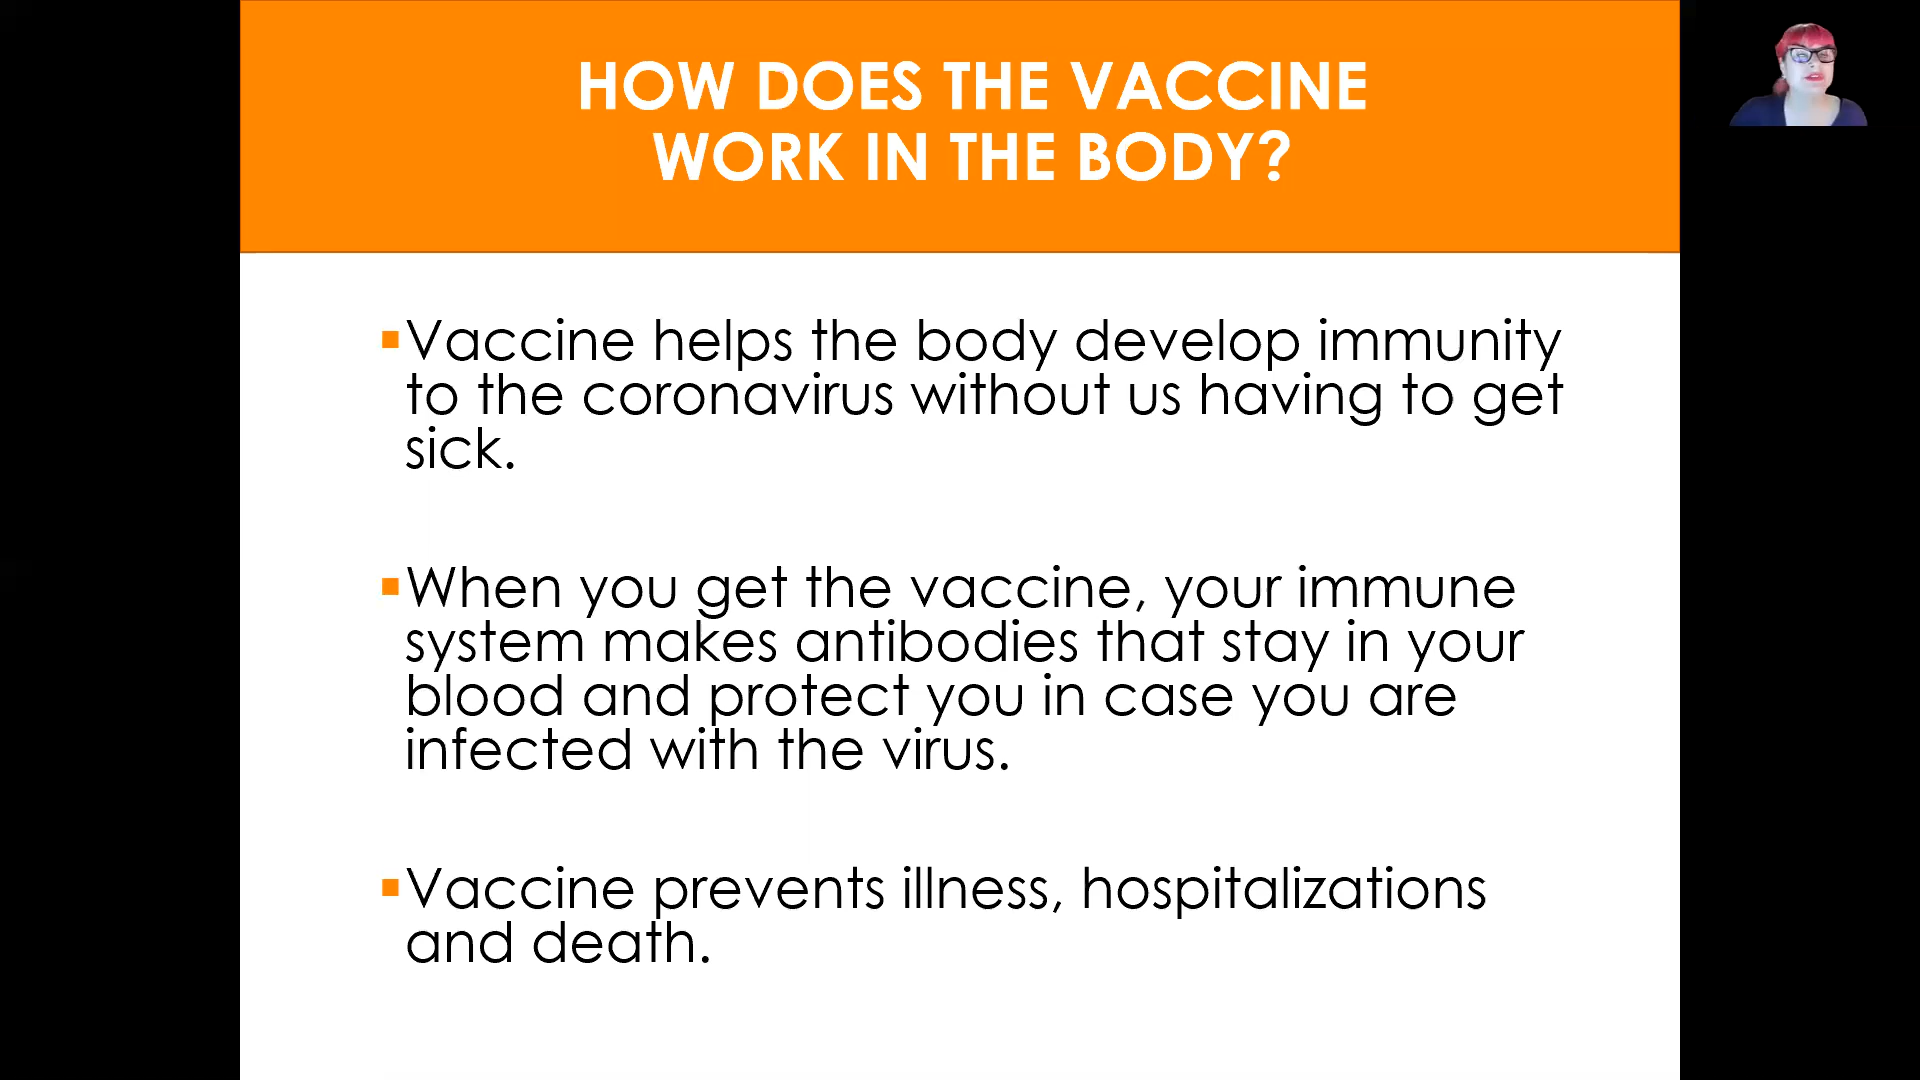 HOW DOES THE VACCINE
WORK IN THE BODY?
▪Vaccine helps the body develop immunity
to the coronavirus without us having to get
sick.
▪When you get the vaccine, your immune
system makes antibodies that stay in your
blood and protect you in case you are
infected with the virus.
▪Vaccine prevents illness, hospitalizations
and death.